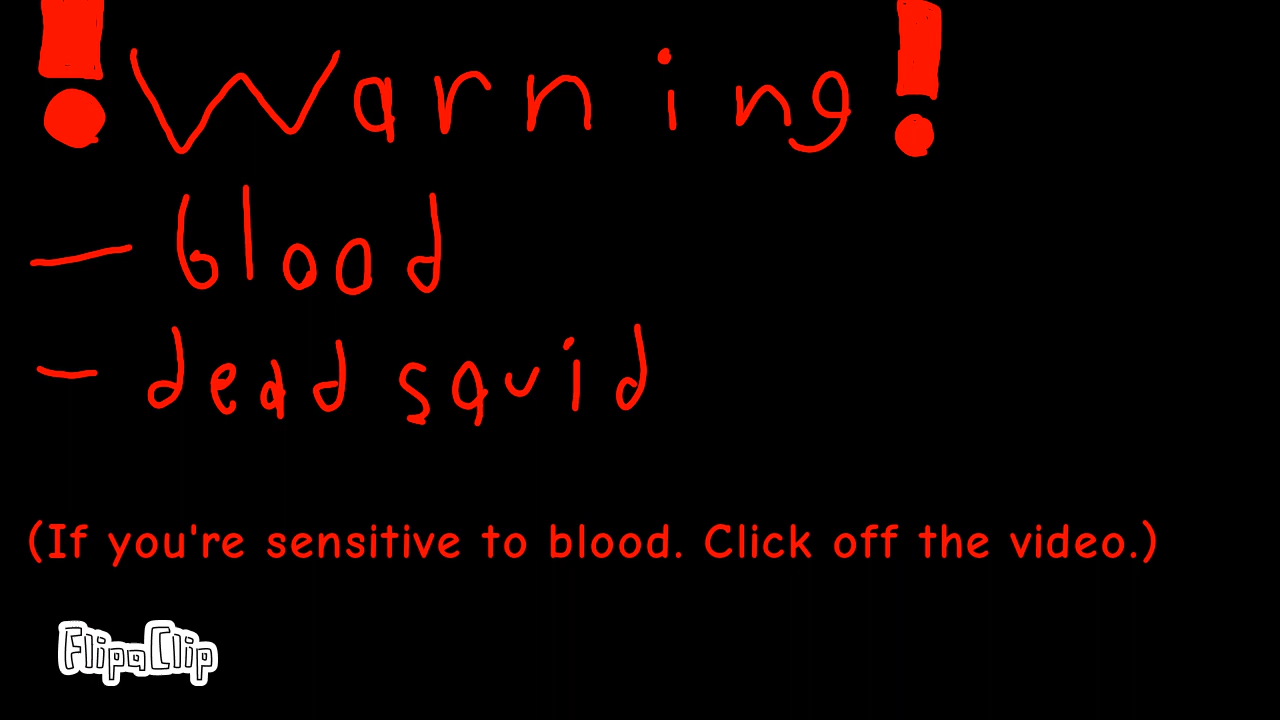 !Warning!
- blood
- dead squid
(If you're sensitive to blood. Click off the video.)
FlipaClip